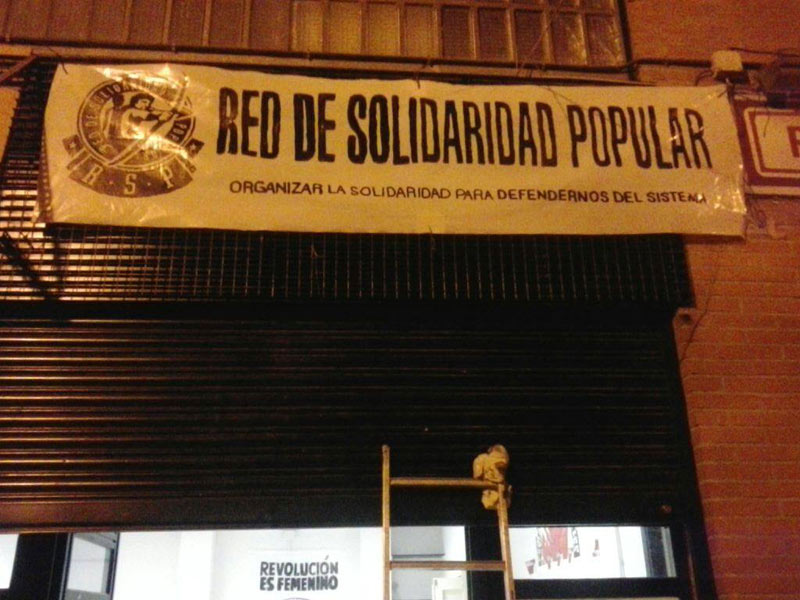 RED DE SOLIDARIDAD POPULAR
R.S.P.
ORGANIZAR LA SOLIDARIDAD PARA DEFENDERNOS DEL SISTEMA
REVOLUCIÓN
ES FEMENINO